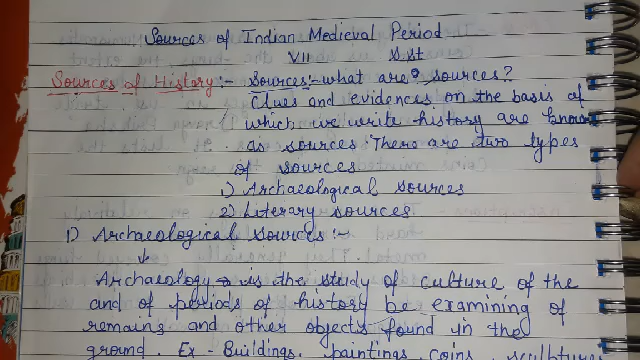 Sources of Indian Medieval Period
VII S.St
Sources of History:- Sources:- what are sources?
Clues and evidences on the basis of
which we write history are known
as sources. There are two types
of sources
1) Archaeological sources
2) Literary sources
1) Archaeological sources :-
Archaeology → is the study of culture of the
and of periods of history be examining of
remains and other objects found in the
ground. Ex - Buildings, paintings, coins, sculptures